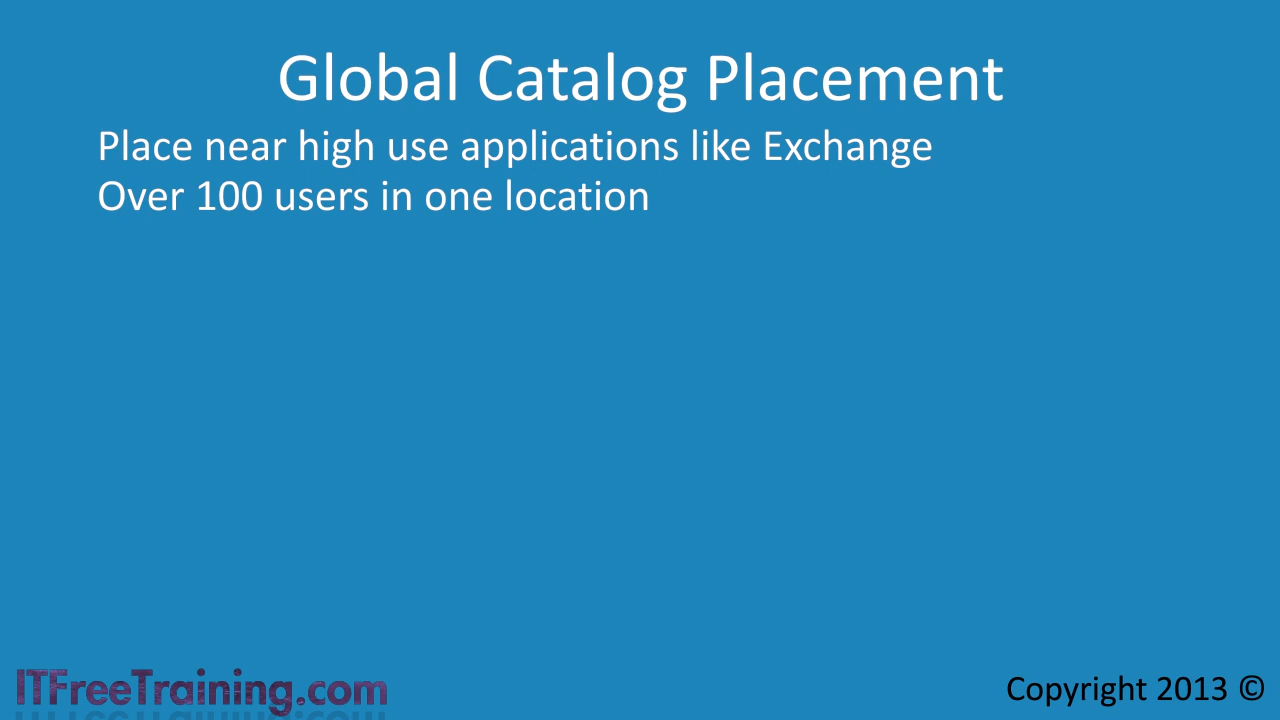 Global Catalog Placement
Place near high use applications like Exchange
Over 100 users in one location
ITFreeTraining.com
Copyright 2013 ©